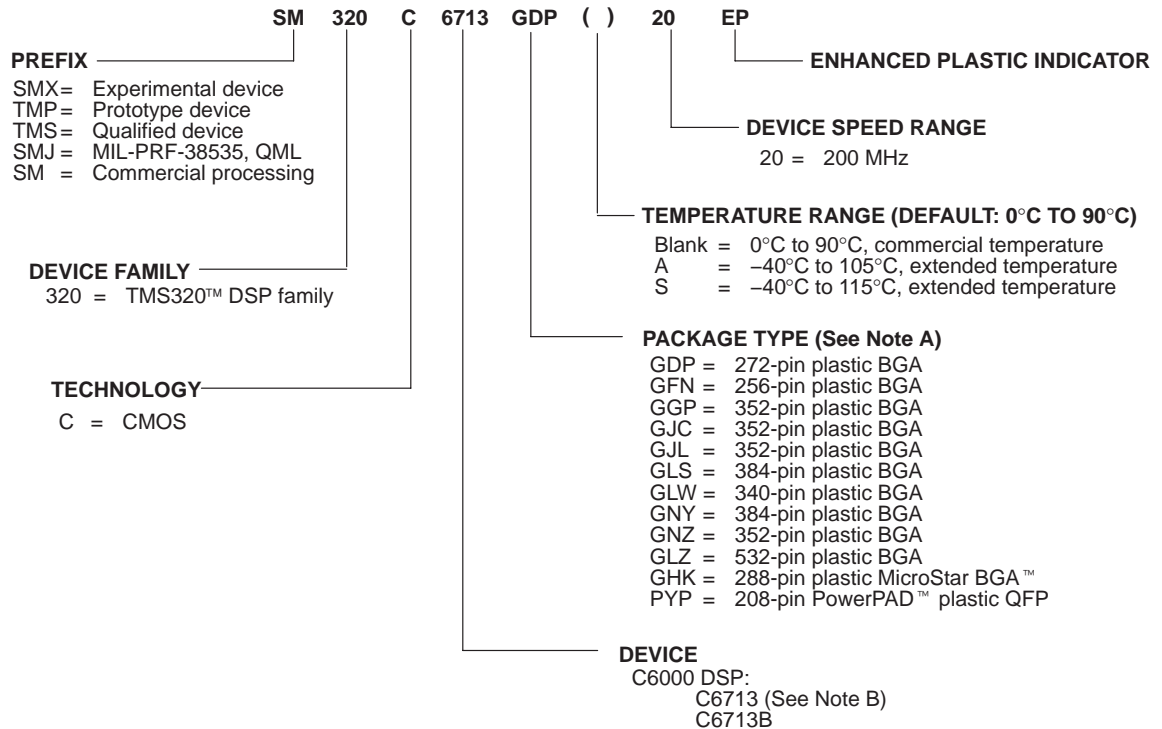 SM 320 C 6713 GDP ( ) 20 EP
PREFIX
SMX= Experimental device
TMP= Prototype device
TMS= Qualified device
SMJ = MIL-PRF-38535, QML
SM = Commercial processing
ENHANCED PLASTIC INDICATOR
DEVICE SPEED RANGE
20 = 200 MHz
TEMPERATURE RANGE (DEFAULT: 0°C TO 90°C)
Blank = 0°C to 90°C, commercial temperature
A = −40°C to 105°C, extended temperature
S = −40°C to 115°C, extended temperature
DEVICE FAMILY
320 = TMS320™ DSP family
PACKAGE TYPE (See Note A)
GDP = 272-pin plastic BGA
GFN = 256-pin plastic BGA
GGP = 352-pin plastic BGA
GJC = 352-pin plastic BGA
GJL = 352-pin plastic BGA
GLS = 384-pin plastic BGA
GLW = 340-pin plastic BGA
GNY = 384-pin plastic BGA
GNZ = 352-pin plastic BGA
GLZ = 532-pin plastic BGA
GHK = 288-pin plastic MicroStar BGA™
PYP = 208-pin PowerPAD™ plastic QFP
TECHNOLOGY
C = CMOS
DEVICE
C6000 DSP:
C6713 (See Note B)
C6713B